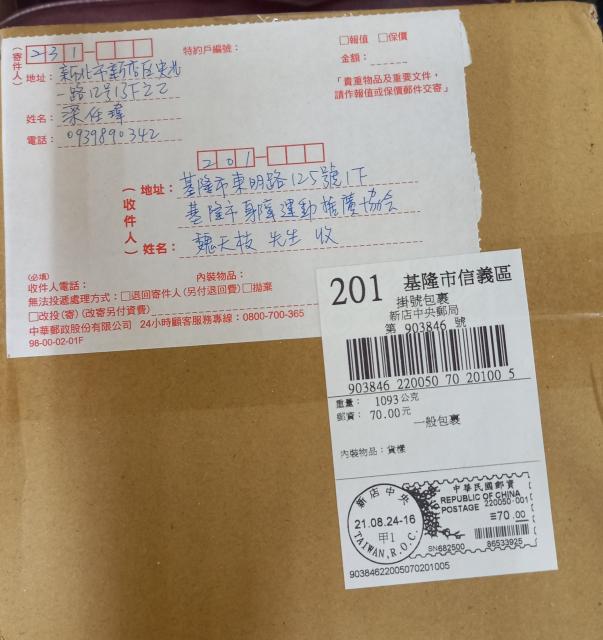 (寄件人)
231-
特約戶編號：
□報值 □保價
金額：
地址：新北市新店區央北
一路12號13F之2
「貴重物品及重要文件，
請作報值或保價郵件交寄」
姓名：梁任瑋
電話：0939890342
201-
(收件人)
地址：基隆市東明路125號1F
基隆市身障運動推廣協會
姓名：魏天枝 先生 收
(必填)
收件人電話：
內裝物品：
無法投遞處理方式：□退回寄件人(另付退回費)□拋棄
□改投(寄)(改寄另付資費)
中華郵政股份有限公司 24小時顧客服務專線：0800-700-365
98-00-02-01F
201 基隆市信義區
掛號包裹
新店中央郵局
第 903846 號
903846 220050 70 20100 5
重量： 1093公克
郵資： 70.00元
一般包裹
內裝物品：貨樣
中華民國郵資
REPUBLIC OF CHINA
POSTAGE 220050-001
≡70.00
新店中央
21.08.24-16
甲1
TAIWAN,R.O.C.
SN682500 86533925
90384622005070201005